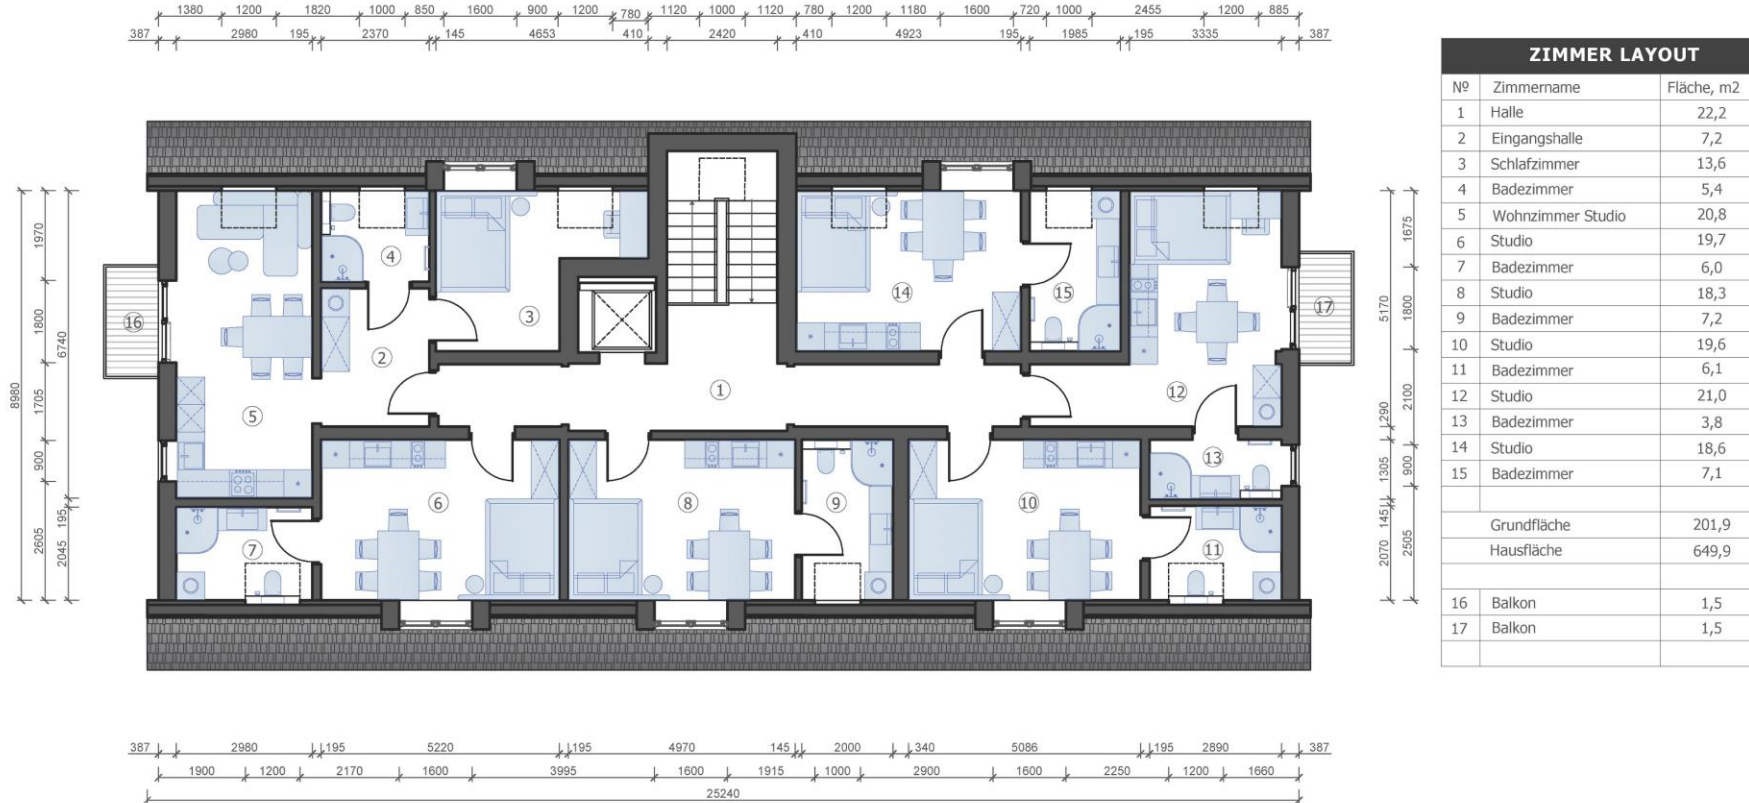 1380 1200 1820 1000 850 1600 900 1200 780 1120 1000 1120 780 1200 1180 1600 720 1000 2455 1200 885
387 2980 195 2370 145 4653 410 2420 410 4923 195 1985 195 3335 387
ZIMMER LAYOUT
№ Zimmername Fläche, m2
1 Halle 22,2
2 Eingangshalle 7,2
3 Schlafzimmer 13,6
4 Badezimmer 5,4
5 Wohnzimmer Studio 20,8
6 Studio 19,7
7 Badezimmer 6,0
8 Studio 18,3
9 Badezimmer 7,2
10 Studio 19,6
11 Badezimmer 6,1
12 Studio 21,0
13 Badezimmer 3,8
14 Studio 18,6
15 Badezimmer 7,1
Grundfläche 201,9
Hausfläche 649,9
16 Balkon 1,5
17 Balkon 1,5
8980
1970 1800 1705 900 2605
6740 195 2045
4
14
15
3
16
17
2
1
12
5
13
6
8
9
10
7
11
5170 1290 1305 145 2070
1675 1800 2100 900 2505
387 2980 195 5220 195 4970 145 2000 340 5086 195 2890 387
1900 1200 2170 1600 3995 1600 1915 1000 2900 1600 2250 1200 1660
25240